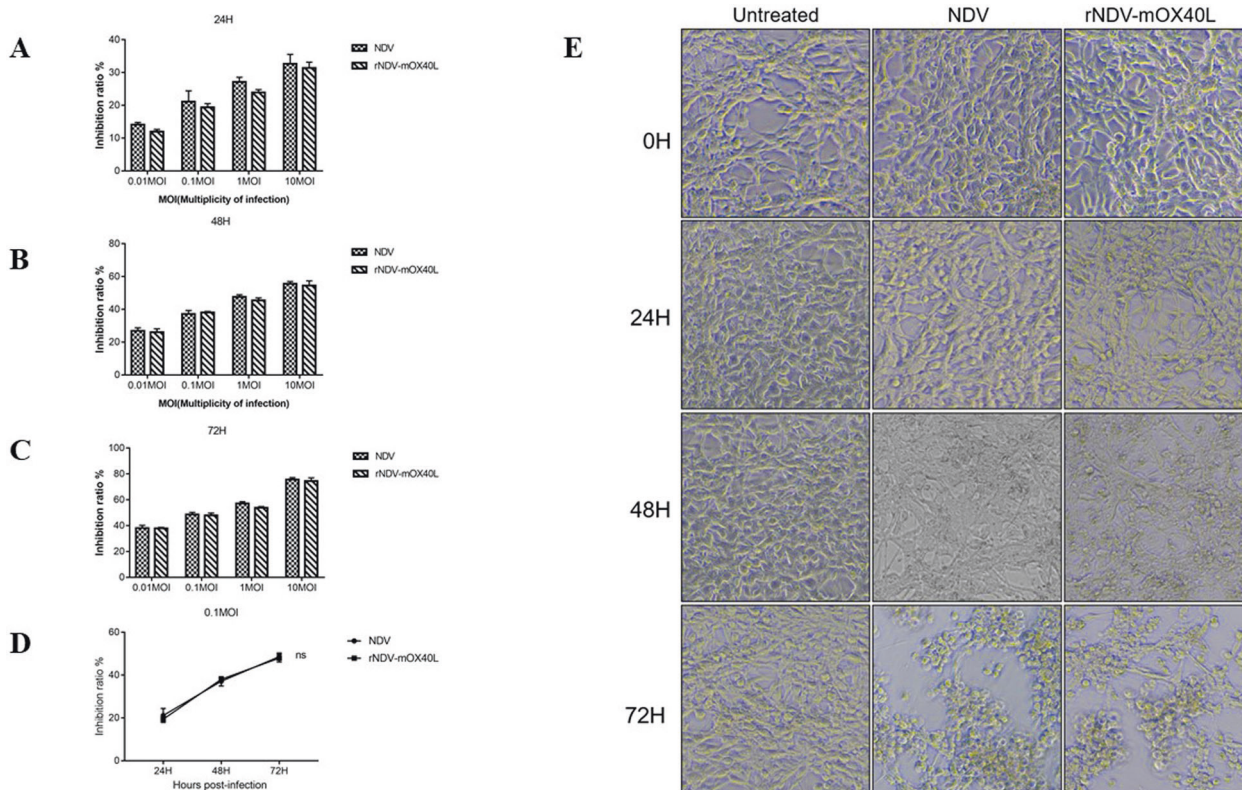 A
24H
Inhibition ratio %
40
30
20
10
0
0.01MOI 0.1MOI 1MOI 10MOI
MOI(Multiplicity of infection)
NDV
rNDV-mOX40L
B
48H
Inhibition ratio %
80
60
40
20
0
0.01MOI 0.1MOI 1MOI 10MOI
MOI(Multiplicity of infection)
NDV
rNDV-mOX40L
C
72H
Inhibition ratio %
100
80
60
40
20
0
0.01MOI 0.1MOI 1MOI 10MOI
NDV
rNDV-mOX40L
D
0.1MOI
Inhibition ratio %
60
40
20
0
24H 48H 72H
Hours post-infection
NDV
rNDV-mOX40L
ns
E
Untreated NDV rNDV-mOX40L
0H
24H
48H
72H